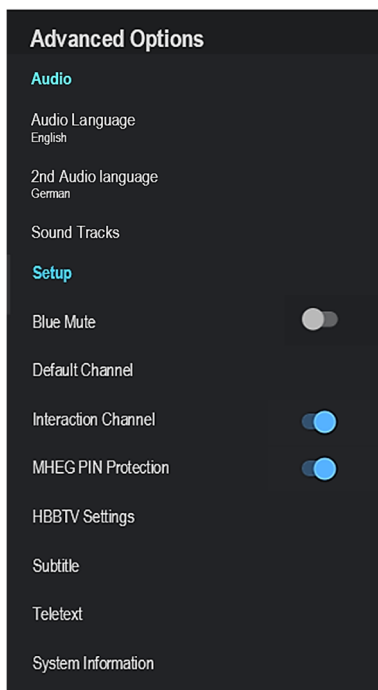 Advanced Options
Audio
Audio Language
English
2nd Audio language
German
Sound Tracks
Setup
Blue Mute
Default Channel
Interaction Channel
MHEG PIN Protection
HBBTV Settings
Subtitle
Teletext
System Information